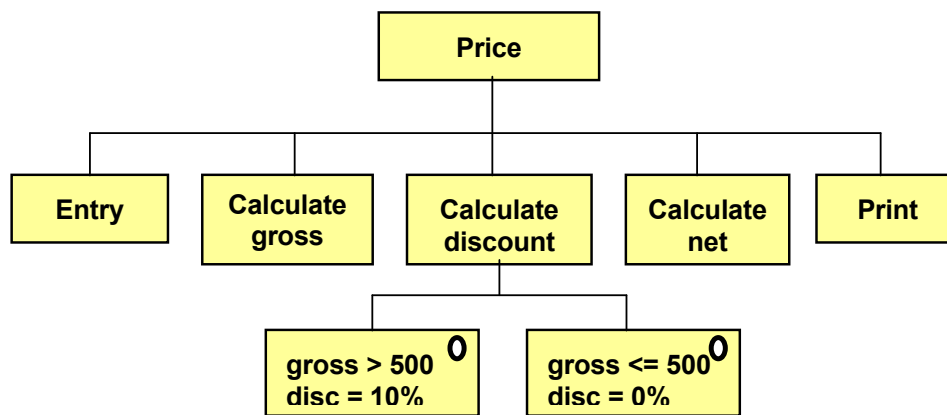 Price
Entry
Calculate
gross
Calculate
discount
Calculate
net
Print
gross > 500
disc = 10%
gross <= 500
disc = 0%